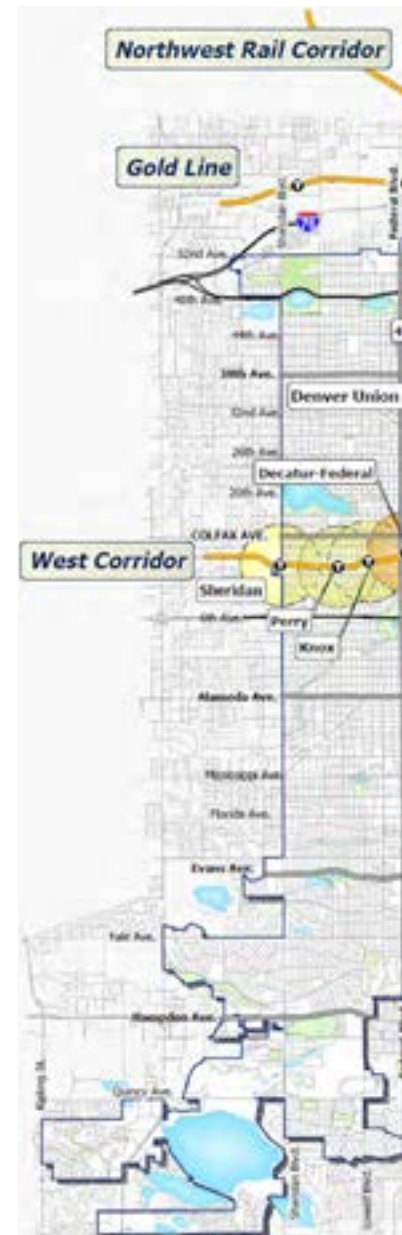 Northwest Rail Corridor
Gold Line
Sheridan Blvd.
Federal Blvd.
70
52nd Ave.
48th Ave.
44th Ave.
38th Ave.
Denver Union
32nd Ave.
26th Ave.
Decatur-Federal
20th Ave.
COLFAX AVE.
West Corridor
Sheridan
6th Ave.
Perry
Knox
Alameda Ave.
Mississippi Ave.
Florida Ave.
Evans Ave.
Yale Ave.
Hampden Ave.
Kipling St.
Quincy Ave.
Sheridan Blvd.
Lowell Blvd.